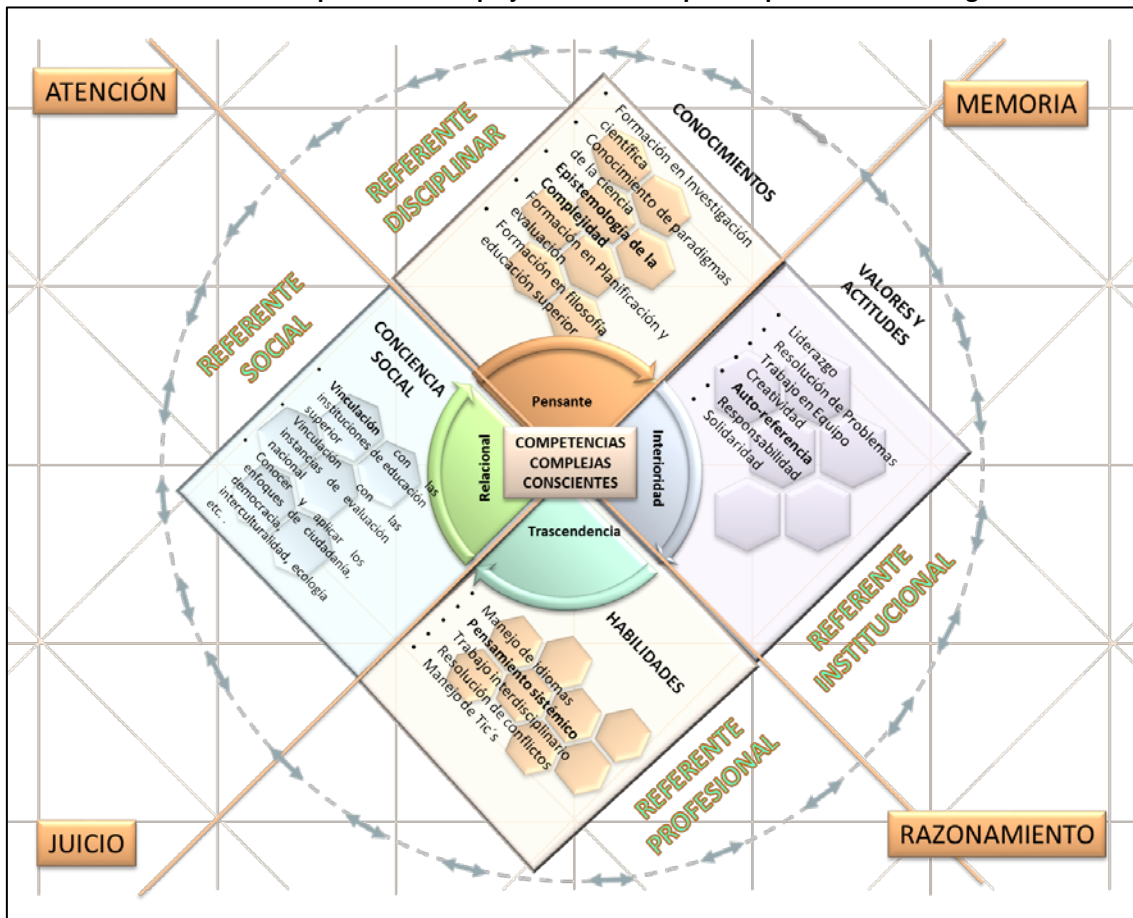 ATENCIÓN
MEMORIA
REFERENTE
DISCIPLINAR
CONOCIMIENTOS
• Formación en Investigación
científica
• Conocimiento de paradigmas
de la ciencia
• Epistemología de la
Complejidad
• Formación en Planificación y
evaluación
• Formación en filosofía
educación superior
REFERENTE
SOCIAL
CONCIENCIA
SOCIAL
• Vinculación con las
instituciones de educación
superior
• Vinculación con las
instancias de evaluación
nacional
• Conocer y aplicar los
enfoques de ciudadanía,
democracia,
interculturalidad, ecología
etc. .
VALORES Y
ACTITUDES
• Liderazgo
• Resolución de Problemas
• Trabajo en Equipo
• Creatividad
• Auto-referencia
• Responsabilidad
• Solidaridad
Pensante
Relacional
COMPETENCIAS
COMPLEJAS
CONSCIENTES
Interioridad
Trascendencia
HABILIDADES
• Manejo de idiomas
• Pensamiento sistémico
• Trabajo interdisciplinario
• Resolución de conflictos
• Manejo de Tic´s
REFERENTE
INSTITUCIONAL
REFERENTE
PROFESIONAL
JUICIO
RAZONAMIENTO